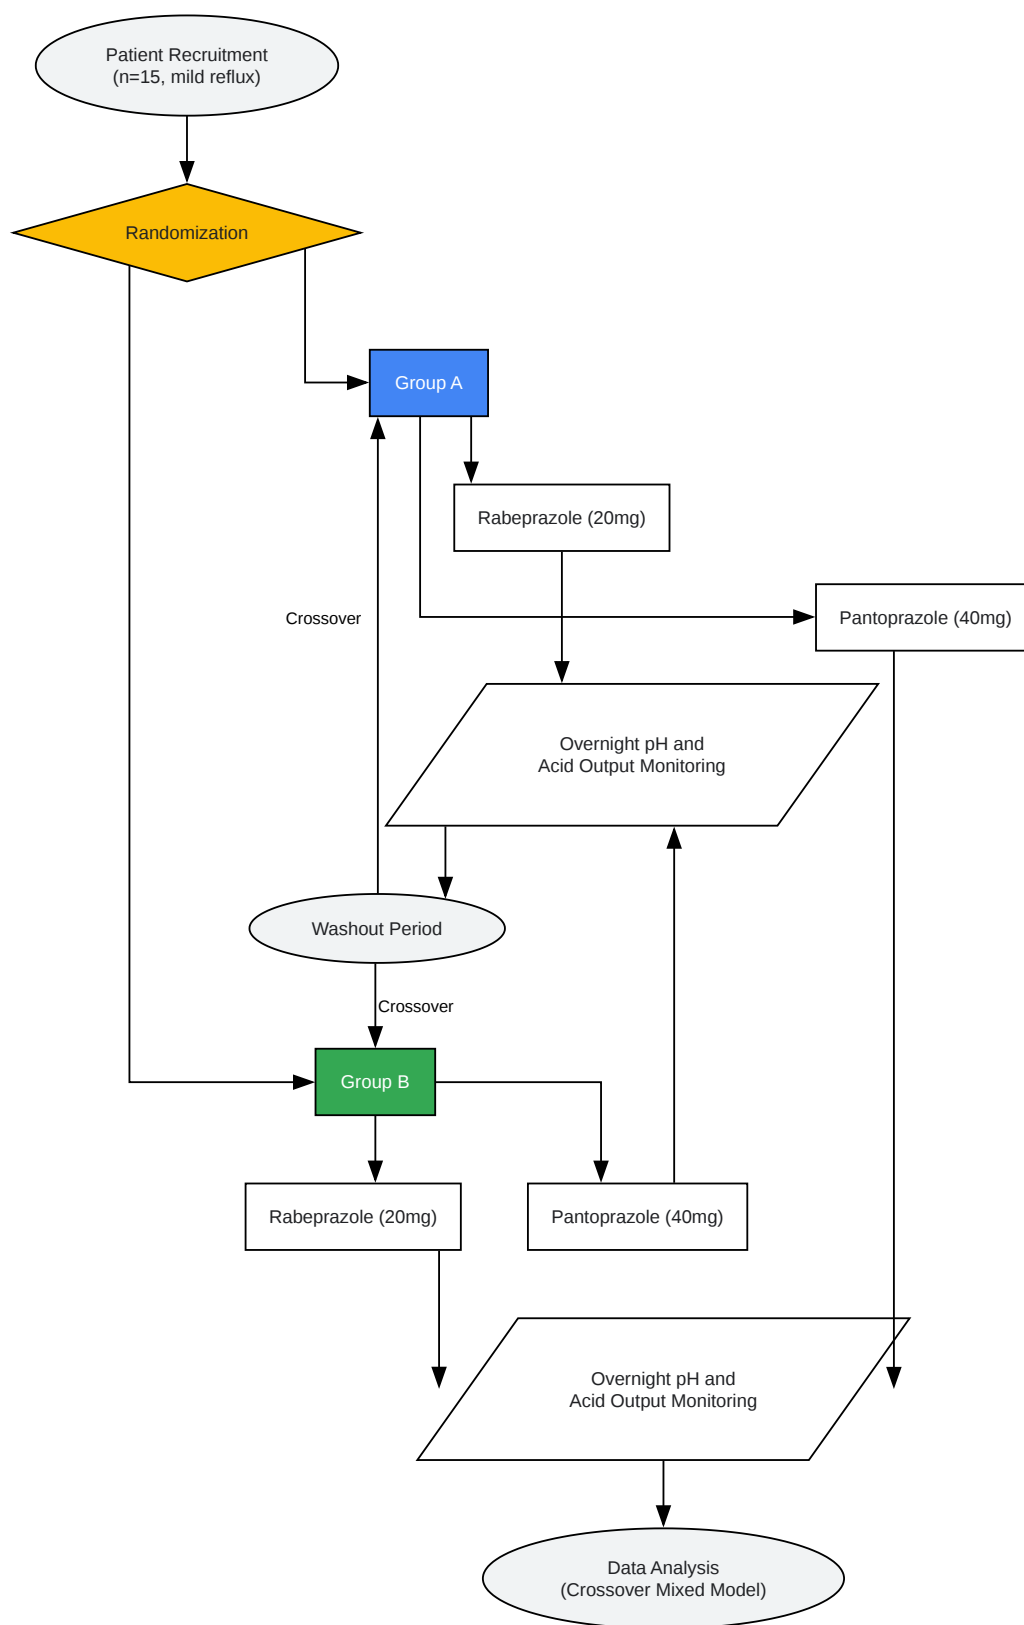 Patient Recruitment
(n=15, mild reflux)
Randomization
Group A
Rabeprazole (20mg)
Crossover
Pantoprazole (40mg)
Overnight pH and
Acid Output Monitoring
Washout Period
Crossover
Group B
Rabeprazole (20mg)
Pantoprazole (40mg)
Overnight pH and
Acid Output Monitoring
Data Analysis
(Crossover Mixed Model)